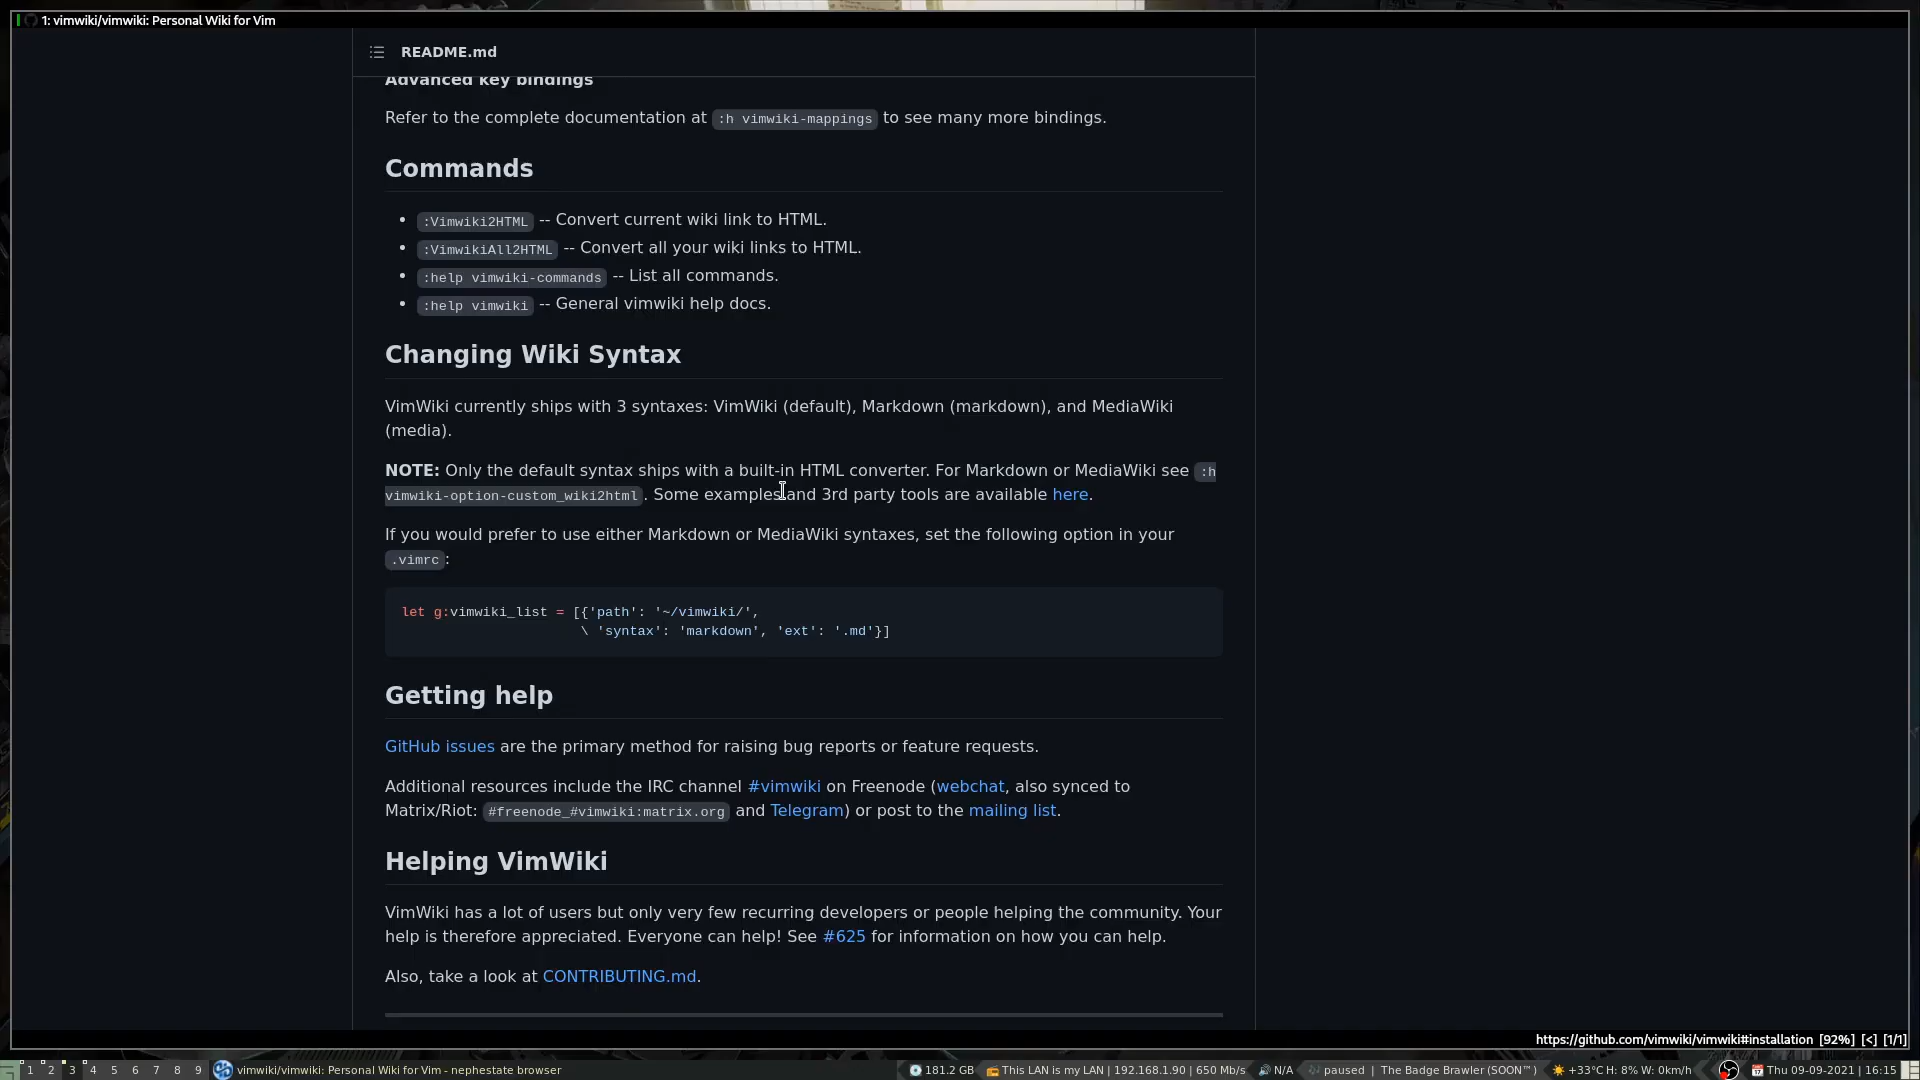 1: vimwiki/vimwiki: Personal Wiki for Vim
README.md
Advanced key bindings
Refer to the complete documentation at :h vimwiki-mappings to see many more bindings.
Commands
• :Vimwiki2HTML -- Convert current wiki link to HTML.
• :VimwikiAll2HTML -- Convert all your wiki links to HTML.
• :help vimwiki-commands -- List all commands.
• :help vimwiki -- General vimwiki help docs.
Changing Wiki Syntax
VimWiki currently ships with 3 syntaxes: VimWiki (default), Markdown (markdown), and MediaWiki
(media).
NOTE: Only the default syntax ships with a built-in HTML converter. For Markdown or MediaWiki see :h
vimwiki-option-custom_wiki2html. Some examples and 3rd party tools are available here.
If you would prefer to use either Markdown or MediaWiki syntaxes, set the following option in your
.vimrc:
let g:vimwiki_list = [{'path': '~/vimwiki/',
\ 'syntax': 'markdown', 'ext': '.md'}]
Getting help
GitHub issues are the primary method for raising bug reports or feature requests.
Additional resources include the IRC channel #vimwiki on Freenode (webchat, also synced to
Matrix/Riot: #freenode_#vimwiki:matrix.org and Telegram) or post to the mailing list.
Helping VimWiki
VimWiki has a lot of users but only very few recurring developers or people helping the community. Your
help is therefore appreciated. Everyone can help! See #625 for information on how you can help.
Also, take a look at CONTRIBUTING.md.
https://github.com/vimwiki/vimwiki#installation [92%] [<] [1/1]
1 2 3 4 5 6 7 8 9 vimwiki/vimwiki: Personal Wiki for Vim - nephestate browser 181.2 GB This LAN is my LAN | 192.168.1.90 | 650 Mb/s N/A paused | The Badge Brawler (SOON™) +33°C H: 8% W: 0km/h Thu 09-09-2021 | 16:15